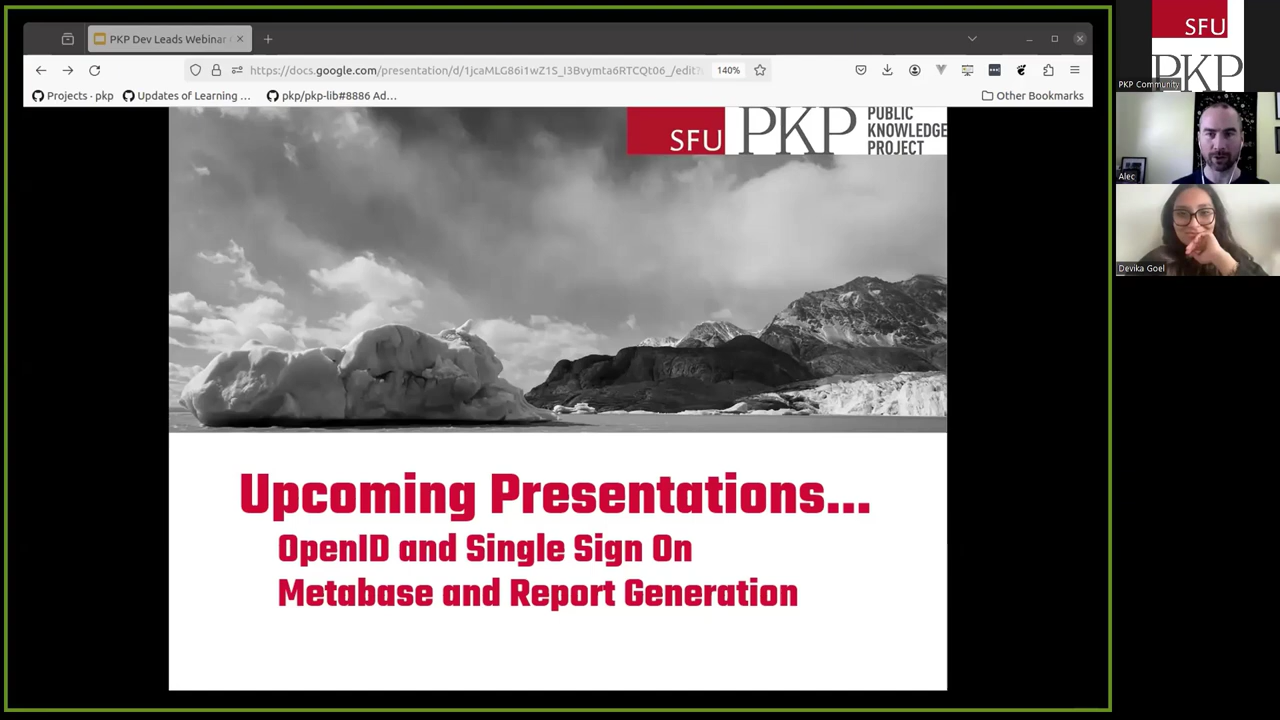 PKP Dev Leads Webinar
https://docs.google.com/presentation/d/1jcaMLG86i1wZ1S_I3Bvymta6RTCQt06_/edit?
140%
Projects · pkp
Updates of Learning ...
pkp/pkp-lib#8886 Ad...
Other Bookmarks
SFU
PKP
PUBLIC
KNOWLEDGE
PROJECT
Upcoming Presentations...
OpenID and Single Sign On
Metabase and Report Generation
SFU
PKP
PKP Community
Alec
Devika Goel